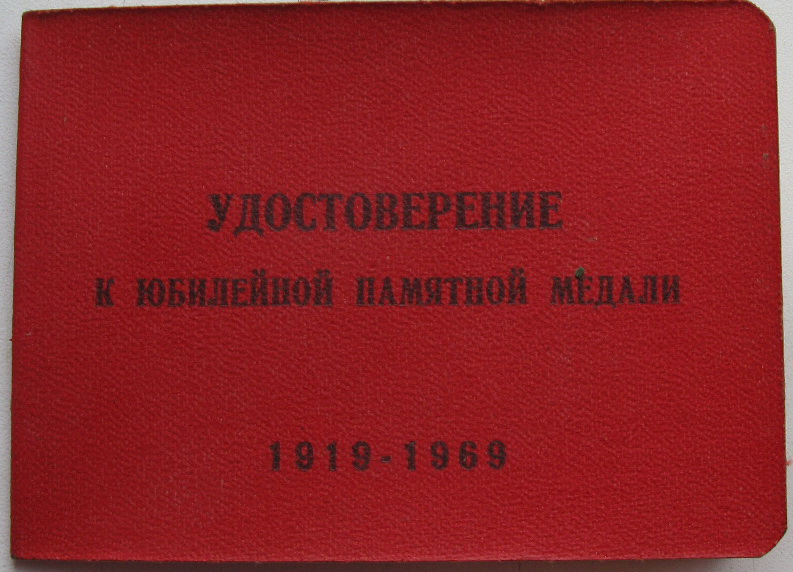 УДОСТОВЕРЕНИЕ
К ЮБИЛЕЙНОЙ ПАМЯТНОЙ МЕДАЛИ
1919-1969